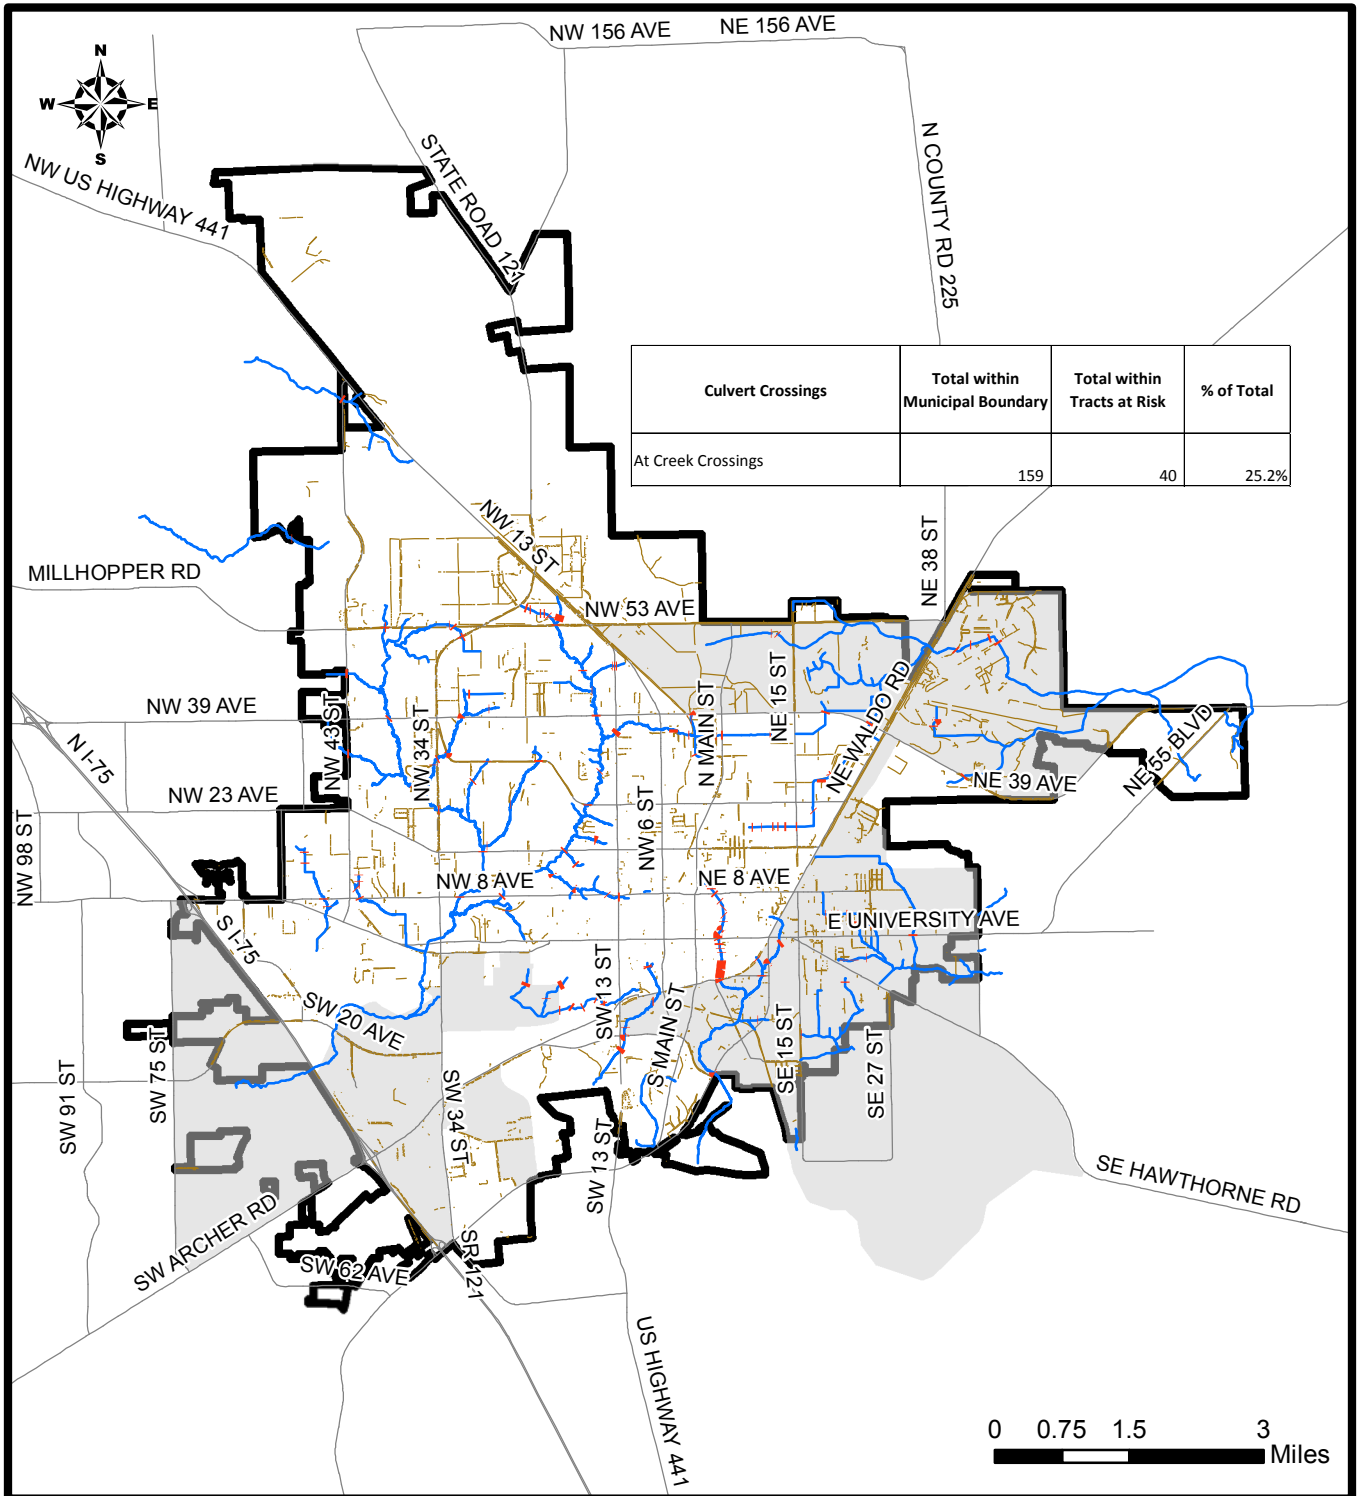 NW 156 AVE
NE 156 AVE
N
W
E
S
STATE ROAD 121
N COUNTY RD 225
NW US HIGHWAY 441
Culvert Crossings
Total within Municipal Boundary
Total within Tracts at Risk
% of Total
At Creek Crossings
159
40
25.2%
NW 13 ST
NE 38 ST
MILLHOPPER RD
NW 53 AVE
NW 39 AVE
NW 43 ST
NW 34 ST
N MAIN ST
NE 15 ST
NE WALDO RD
N I-75
NE 39 AVE
NE 55 BLVD
NW 23 AVE
NW 98 ST
NW 6 ST
NW 8 AVE
NE 8 AVE
E UNIVERSITY AVE
S I-75
SW 20 AVE
SW 13 ST
S MAIN ST
SE 15 ST
SE 27 ST
SW 75 ST
SW 91 ST
SW 34 ST
SW 13 ST
SE HAWTHORNE RD
SW ARCHER RD
SW 62 AVE
SR 121
US HIGHWAY 441
0 0.75 1.5 3
Miles